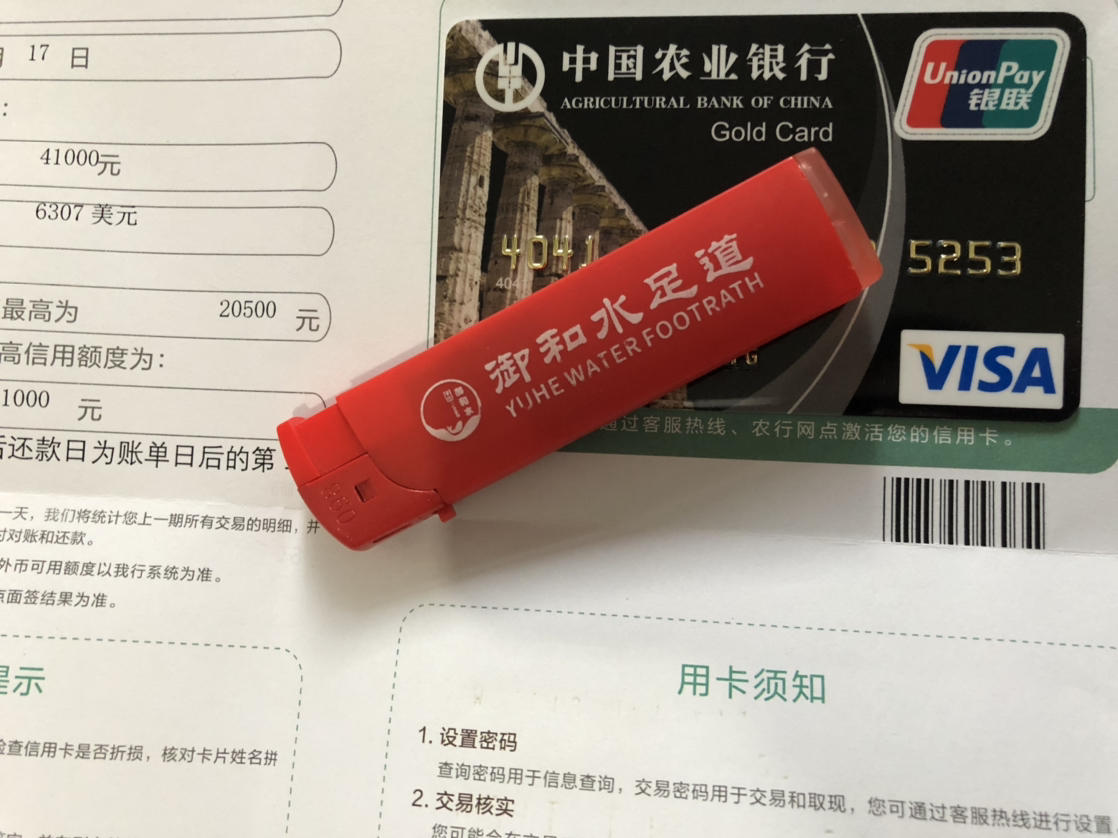 17 日
：
41000元
6307 美元
最高为 20500 元
高信用额度为：
1000 元
后还款日为账单日后的第
一天，我们将统计您上一期所有交易的明细，并
对账和还款。
外币可用额度以我行系统为准。
面签结果为准。
提示
检查信用卡是否折损，核对卡片姓名拼
中国农业银行
AGRICULTURAL BANK OF CHINA
Gold Card
UnionPay
银联
4041
5253
404
VISA
御和水足道
YUHE WATER FOOTRATH
通过客服热线、农行网点激活您的信用卡。
用卡须知
1. 设置密码
查询密码用于信息查询，交易密码用于交易和取现，您可通过客服热线进行设置
2. 交易核实